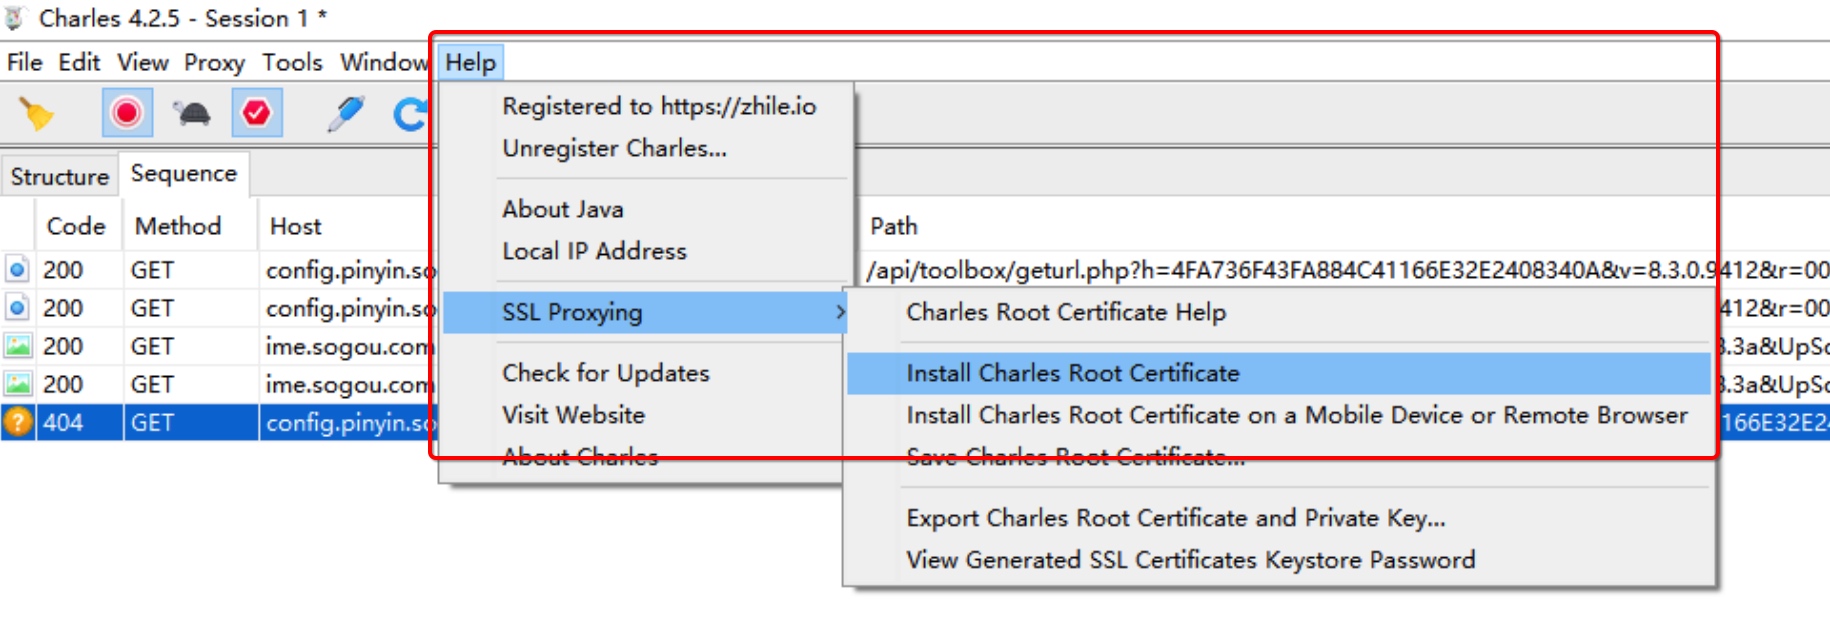 Charles 4.2.5 - Session 1 *
File Edit View Proxy Tools Window Help
Registered to https://zhile.io
Unregister Charles...
Structure Sequence
About Java
Code Method Host Path
Local IP Address
200 GET config.pinyin.so /api/toolbox/geturl.php?h=4FA736F43FA884C41166E32E2408340A&v=8.3.0.9412&r=00
200 GET config.pinyin.so SSL Proxying Charles Root Certificate Help 412&r=00
200 GET ime.sogou.com 3.3a&UpSc
Check for Updates Install Charles Root Certificate
200 GET ime.sogou.com 3.3a&UpSc
404 GET config.pinyin.so Visit Website Install Charles Root Certificate on a Mobile Device or Remote Browser 166E32E24
About Charles Save Charles Root Certificate...
Export Charles Root Certificate and Private Key...
View Generated SSL Certificates Keystore Password